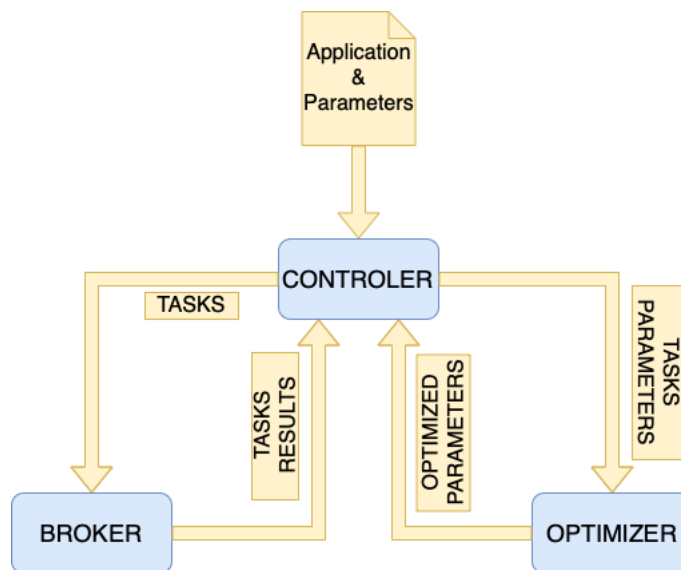 Application
&
Parameters
CONTROLER
TASKS
TASKS
RESULTS
OPTIMIZED
PARAMETERS
TASKS
PARAMETERS
BROKER
OPTIMIZER